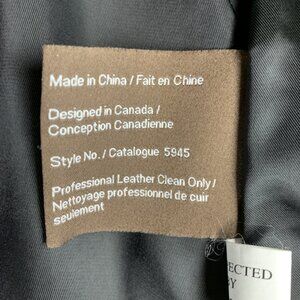 Made in China / Fait en Chine
Designed in Canada /
Conception Canadienne
Style No. / Catalogue 5945
Professional Leather Clean Only /
Nettoyage professionnel de cuir
seulement
ECTED
BY